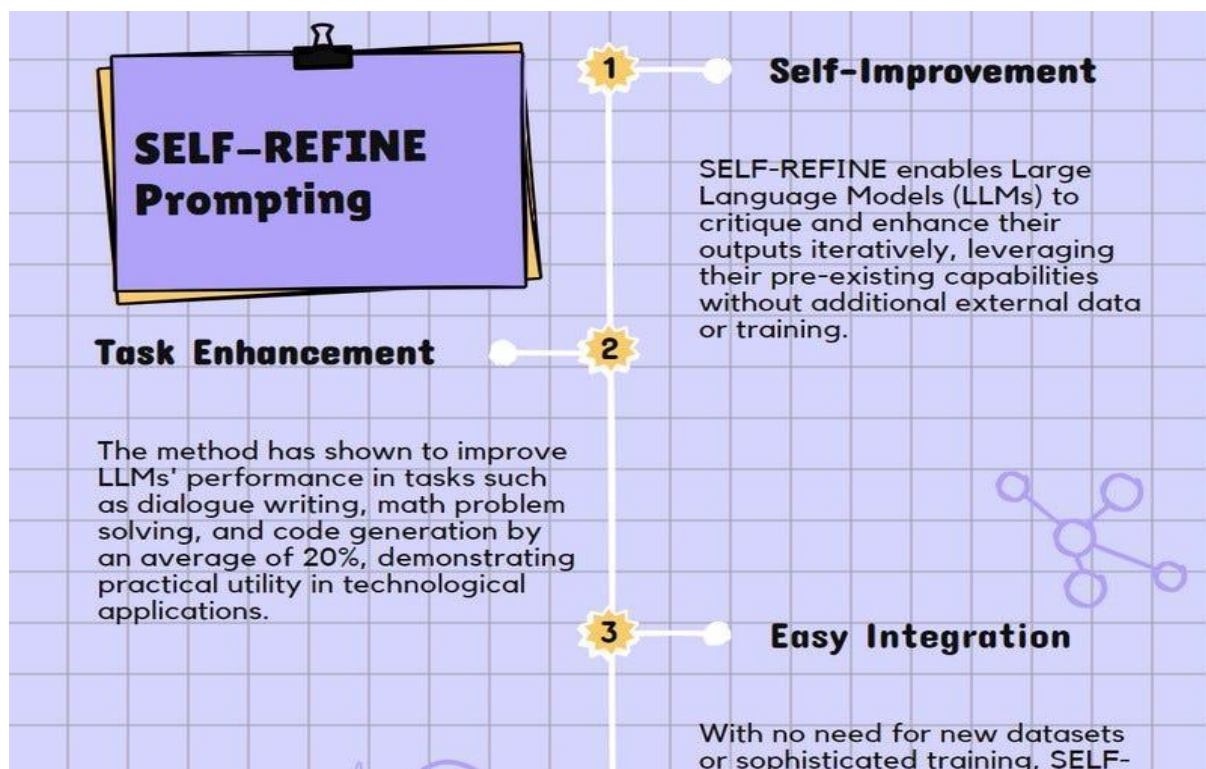 SELF-REFINE
Prompting
1
Self-Improvement
SELF-REFINE enables Large
Language Models (LLMs) to
critique and enhance their
outputs iteratively, leveraging
their pre-existing capabilities
without additional external data
or training.
2
Task Enhancement
The method has shown to improve
LLMs' performance in tasks such
as dialogue writing, math problem
solving, and code generation by
an average of 20%, demonstrating
practical utility in technological
applications.
3
Easy Integration
With no need for new datasets
or sophisticated training, SELF-